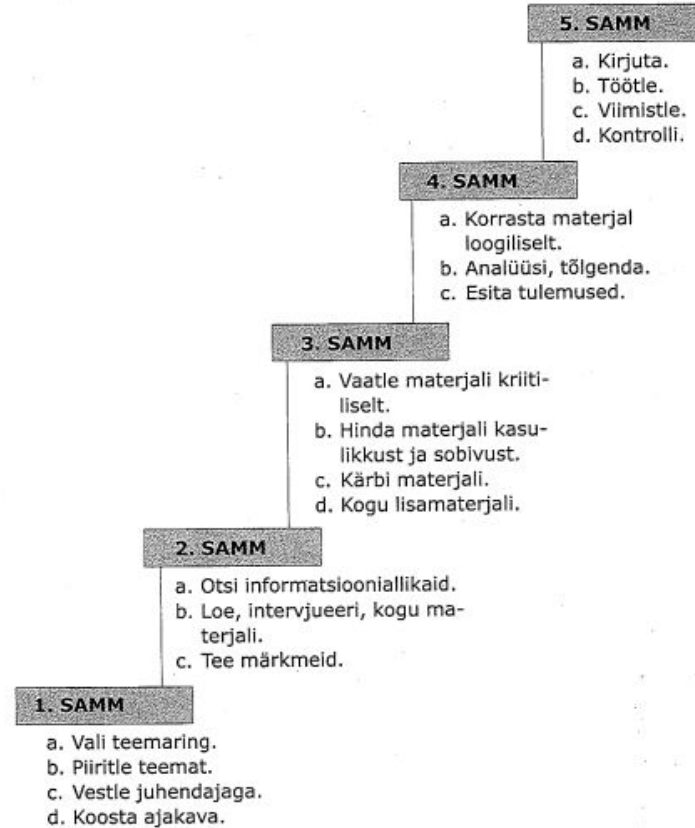 5. SAMM
a. Kirjuta.
b. Töötle.
c. Viimistle.
d. Kontrolli.
4. SAMM
a. Korrasta materjal
loogiliselt.
b. Analüüsi, tõlgenda.
c. Esita tulemused.
3. SAMM
a. Vaatle materjali kriiti-
liselt.
b. Hinda materjali kasu-
likkust ja sobivust.
c. Kärbi materjali.
d. Kogu lisamaterjali.
2. SAMM
a. Otsi informatsiooniallikaid.
b. Loe, intervjueeri, kogu ma-
terjali.
c. Tee märkmeid.
1. SAMM
a. Vali teemaring.
b. Piiritle teemat.
c. Vestle juhendajaga.
d. Koosta ajakava.